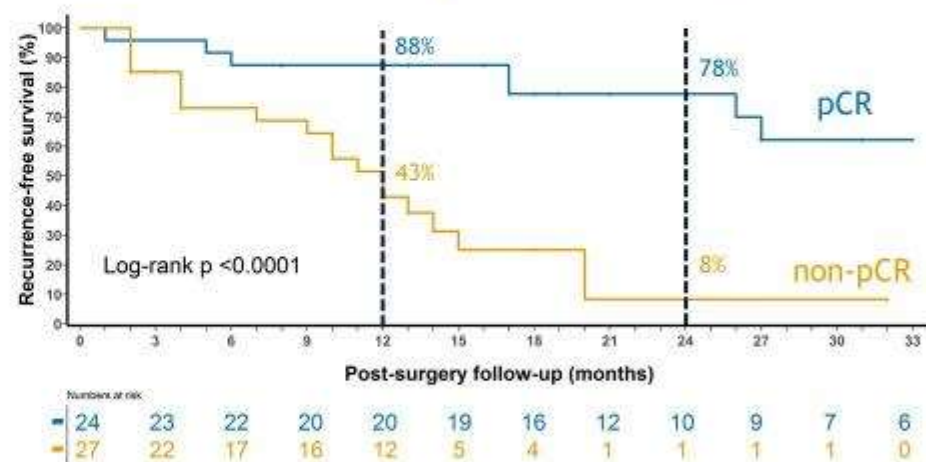 100
90
80
70
60
50
40
30
20
10
0
Recurrence-free survival (%)
88%
78%
pCR
43%
8%
non-pCR
Log-rank p <0.0001
0 3 6 9 12 15 18 21 24 27 30 33
Post-surgery follow-up (months)
Numbers at risk
24 23 22 20 20 19 16 12 10 9 7 6
27 22 17 16 12 5 4 1 1 1 1 0